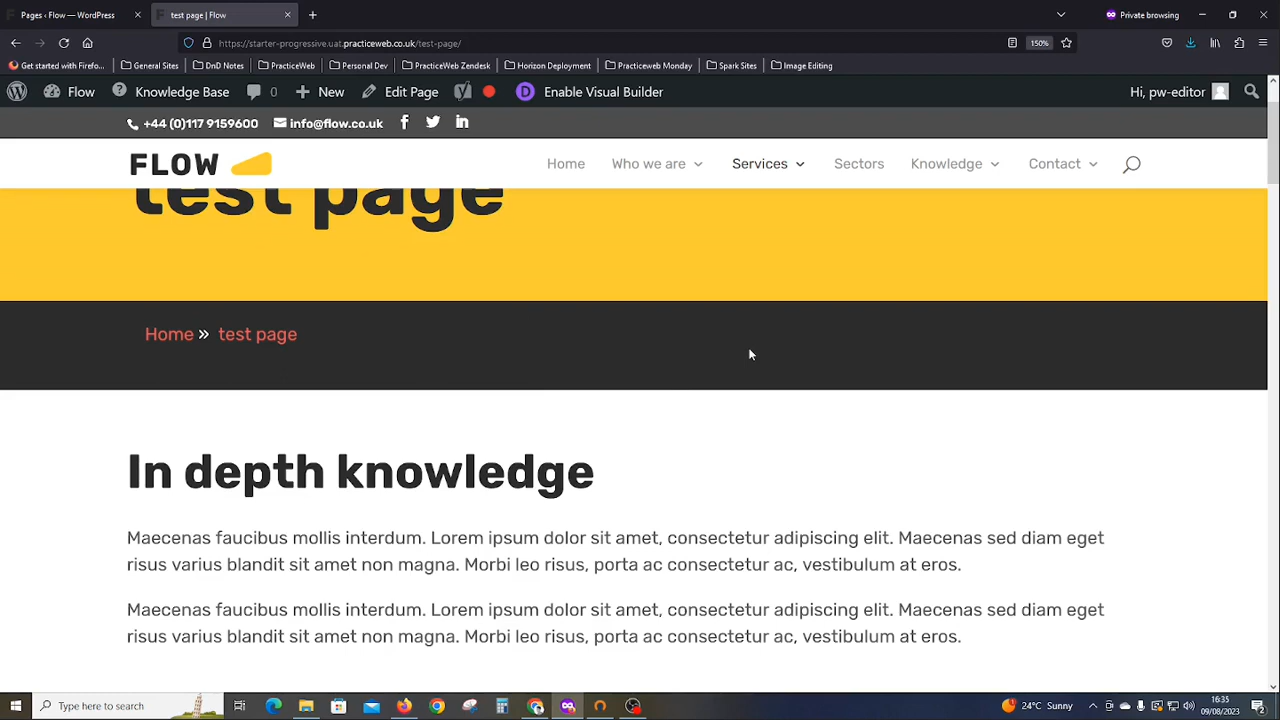 Pages ‹ Flow — WordPress
test page | Flow
Private browsing
https://starter-progressive.uat.practiceweb.co.uk/test-page/
150%
Get started with Firefo...
General Sites
DnD Notes
PracticeWeb
Personal Dev
PracticeWeb Zendesk
Horizon Deployment
Practiceweb Monday
Spark Sites
Image Editing
Flow
Knowledge Base
0
New
Edit Page
Enable Visual Builder
Hi, pw-editor
+44 (0)117 9159600
info@flow.co.uk
FLOW
Home
Who we are
Services
Sectors
Knowledge
Contact
test page
Home » test page
In depth knowledge
Maecenas faucibus mollis interdum. Lorem ipsum dolor sit amet, consectetur adipiscing elit. Maecenas sed diam eget
risus varius blandit sit amet non magna. Morbi leo risus, porta ac consectetur ac, vestibulum at eros.
Maecenas faucibus mollis interdum. Lorem ipsum dolor sit amet, consectetur adipiscing elit. Maecenas sed diam eget
risus varius blandit sit amet non magna. Morbi leo risus, porta ac consectetur ac, vestibulum at eros.
Type here to search
24°C Sunny
16:35
09/08/2023